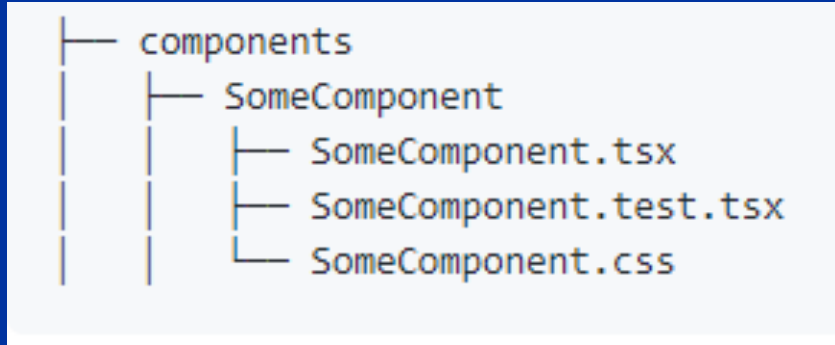 ├── components
│   ├── SomeComponent
│   │   ├── SomeComponent.tsx
│   │   ├── SomeComponent.test.tsx
│   │   └── SomeComponent.css